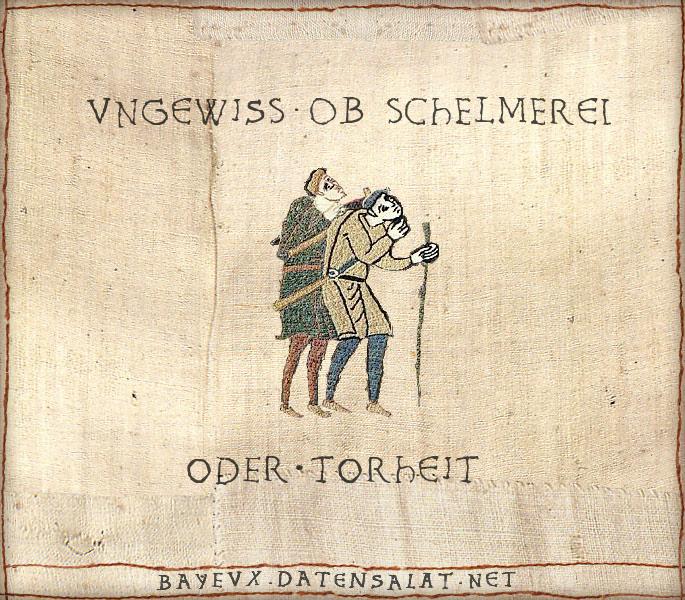 VNGEWISS · OB SCHELMEREI
ODER · TORHEIT
BAYEVX.DATENSALAT.NET